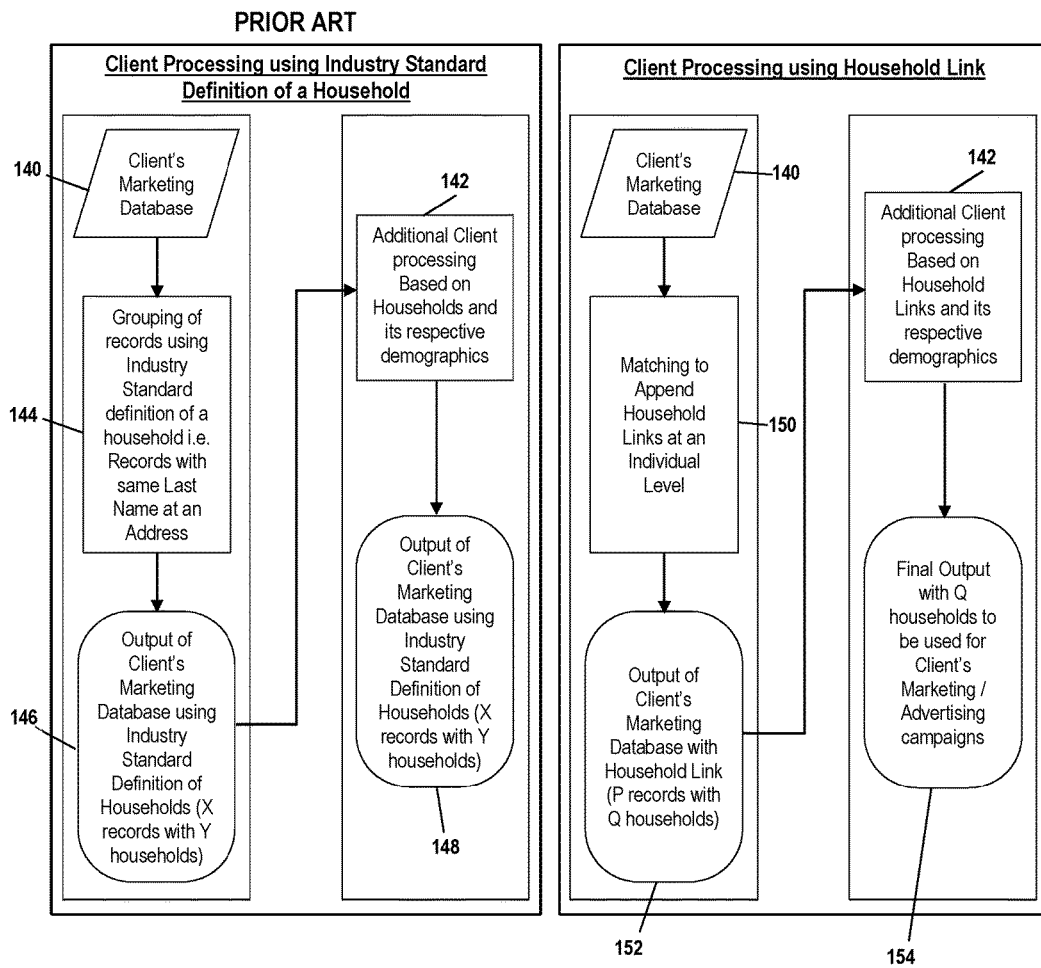 PRIOR ART
Client Processing using Industry Standard
Definition of a Household
140
Client's
Marketing
Database
144
Grouping of
records using
Industry
Standard
definition of a
household i.e.
Records with
same Last
Name at an
Address
146
Output of
Client's
Marketing
Database using
Industry
Standard
Definition of
Households (X
records with Y
households)
142
Additional Client
processing
Based on
Households and
its respective
demographics
Output of
Client's
Marketing
Database using
Industry
Standard
Definition of
Households (X
records with Y
households)
148
Client Processing using Household Link
Client's
Marketing
Database
140
Matching to
Append
Household
Links at an
Individual
Level
150
Output of
Client's
Marketing
Database with
Household Link
(P records with
Q households)
152
142
Additional Client
processing
Based on
Household
Links and its
respective
demographics
Final Output
with Q
households to
be used for
Client's
Marketing /
Advertising
campaigns
154